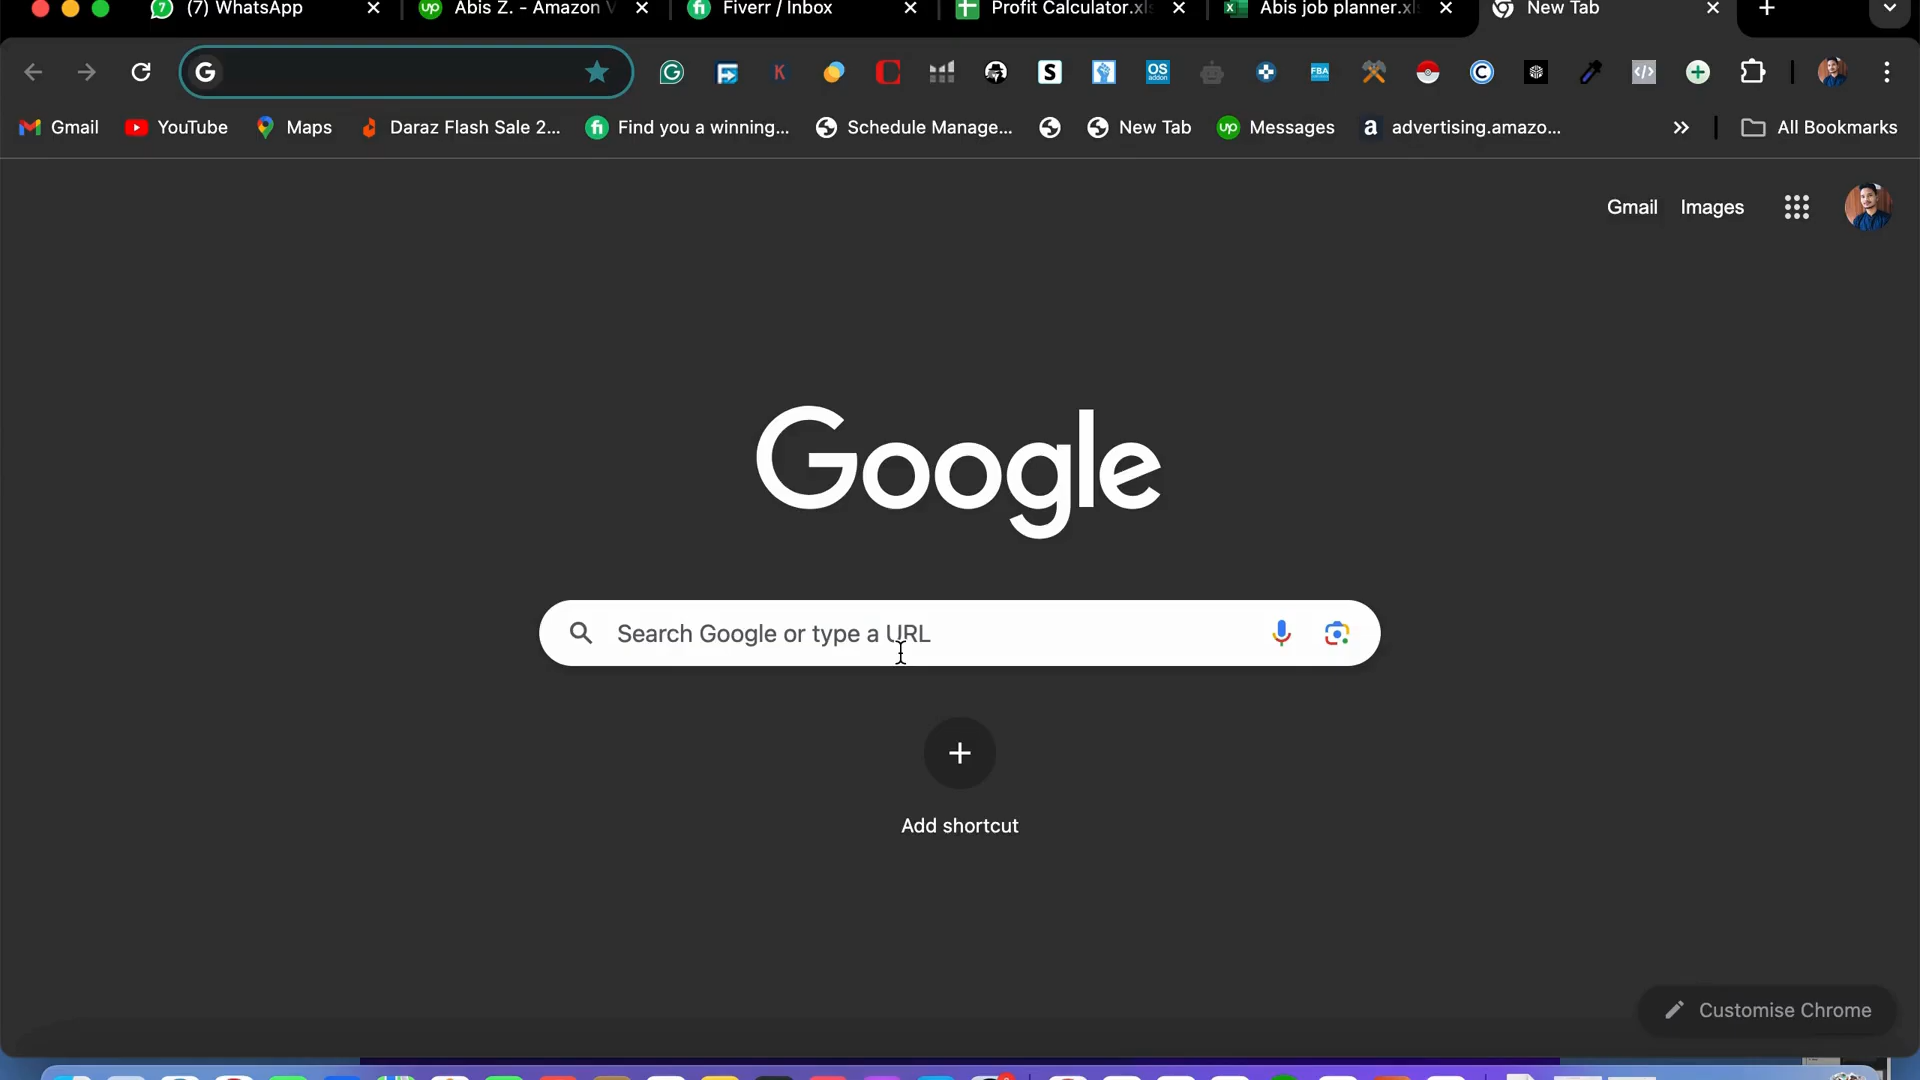 (7) WhatsApp
Abis Z. - Amazon V
Fiverr / Inbox
Profit Calculator.xls
Abis job planner.xls
New Tab
Gmail
YouTube
Maps
Daraz Flash Sale 2...
Find you a winning...
Schedule Manage...
New Tab
Messages
advertising.amazo...
All Bookmarks
Gmail
Images
Google
Search Google or type a URL
Add shortcut
Customise Chrome